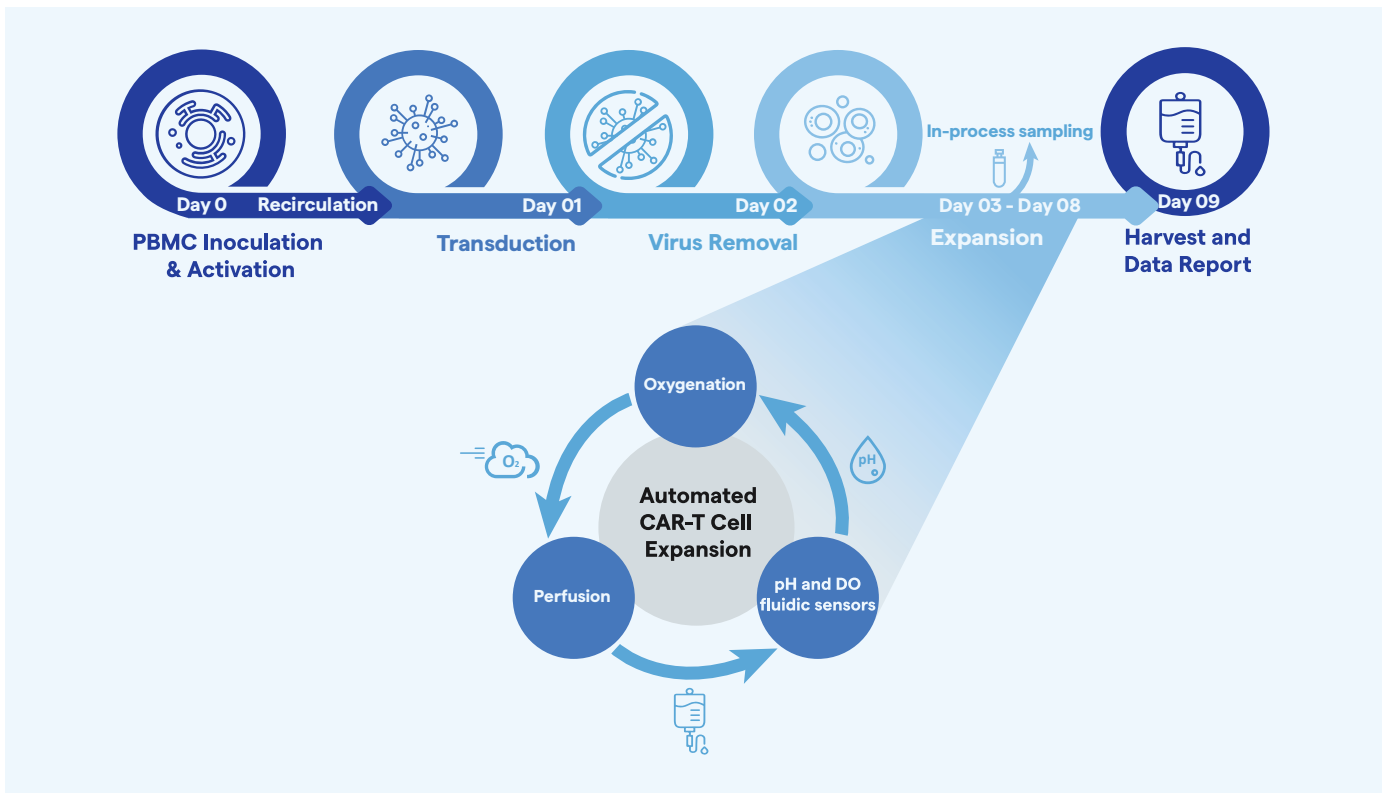 In-process sampling
Day 0
Recirculation
Day 01
Day 02
Day 03 - Day 08
Day 09
PBMC Inoculation
& Activation
Transduction
Virus Removal
Expansion
Harvest and
Data Report
Oxygenation
O₂
pH
Automated
CAR-T Cell
Expansion
Perfusion
pH and DO
fluidic sensors